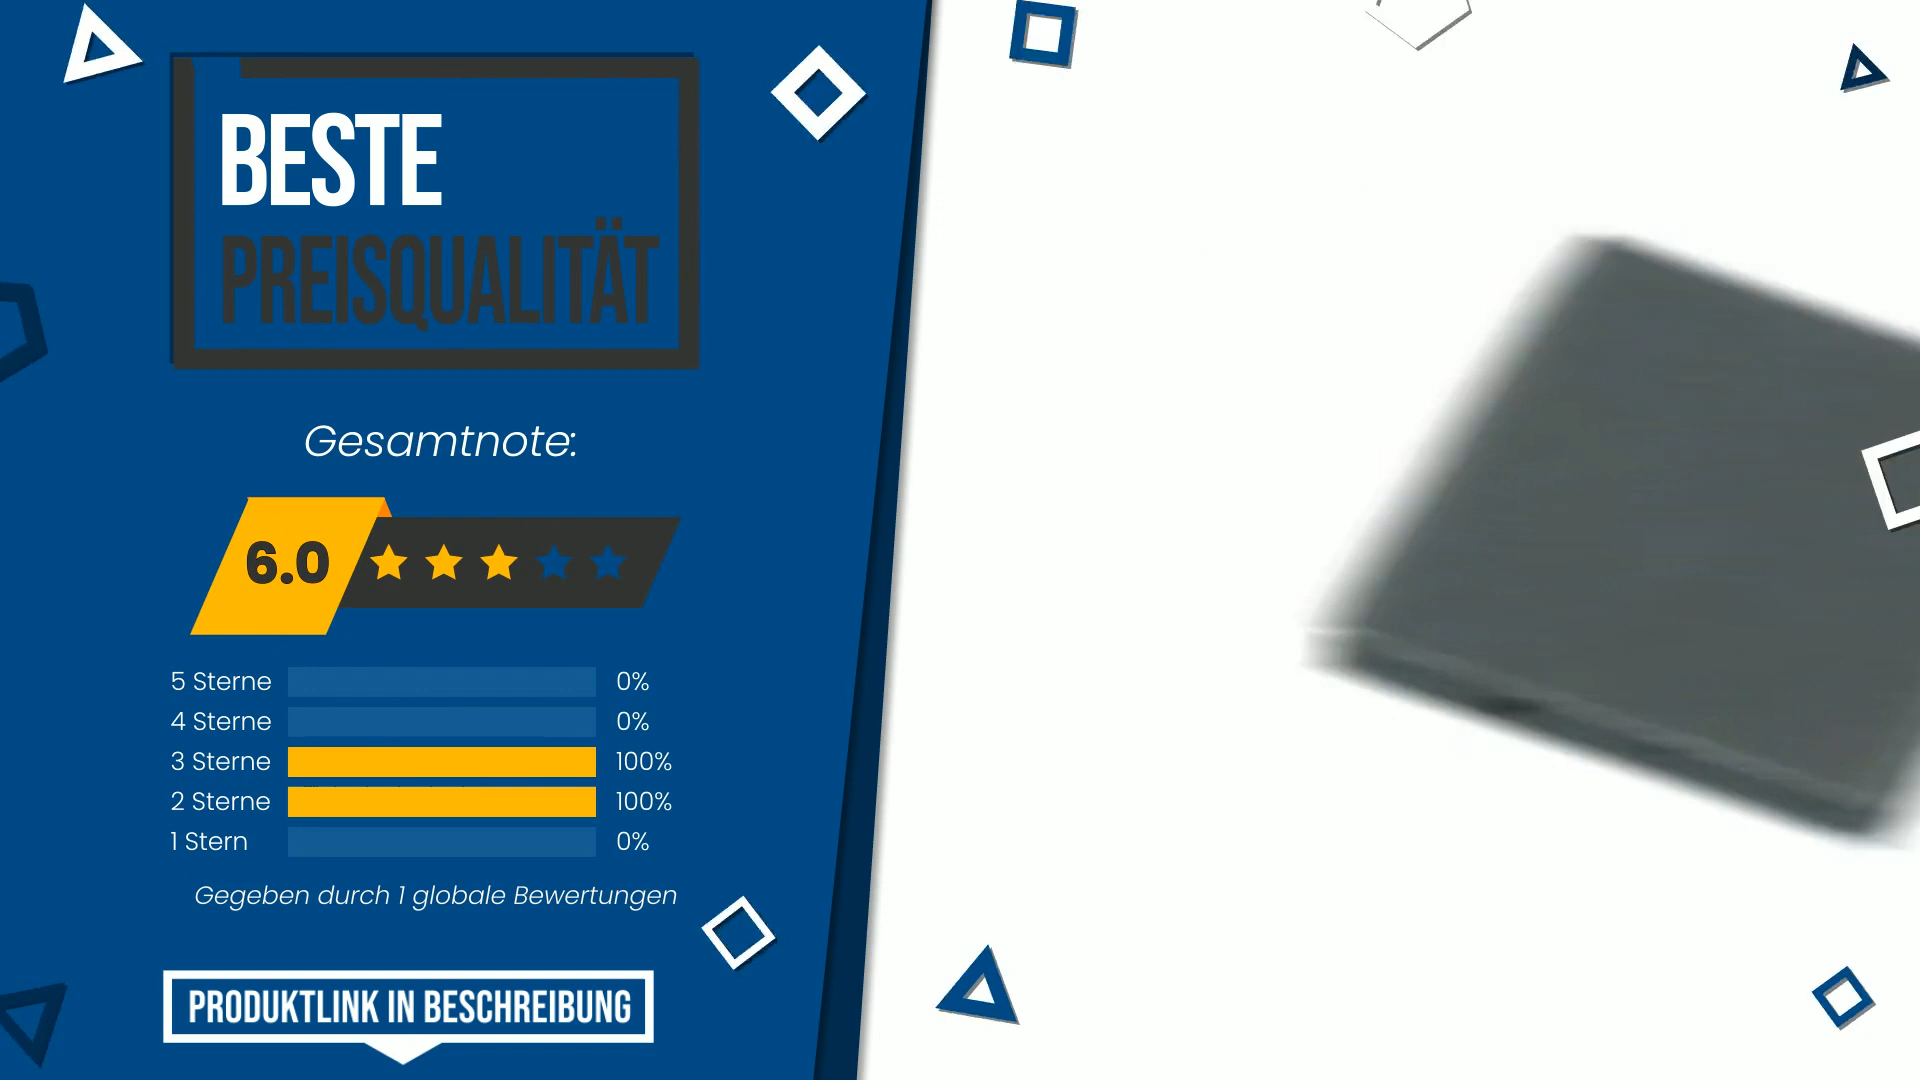 BESTE
PREISQUALITÄT
Gesamtnote:
6.0
5 Sterne 0%
4 Sterne 0%
3 Sterne 100%
2 Sterne 100%
1 Stern 0%
Gegeben durch 1 globale Bewertungen
PRODUKTLINK IN BESCHREIBUNG